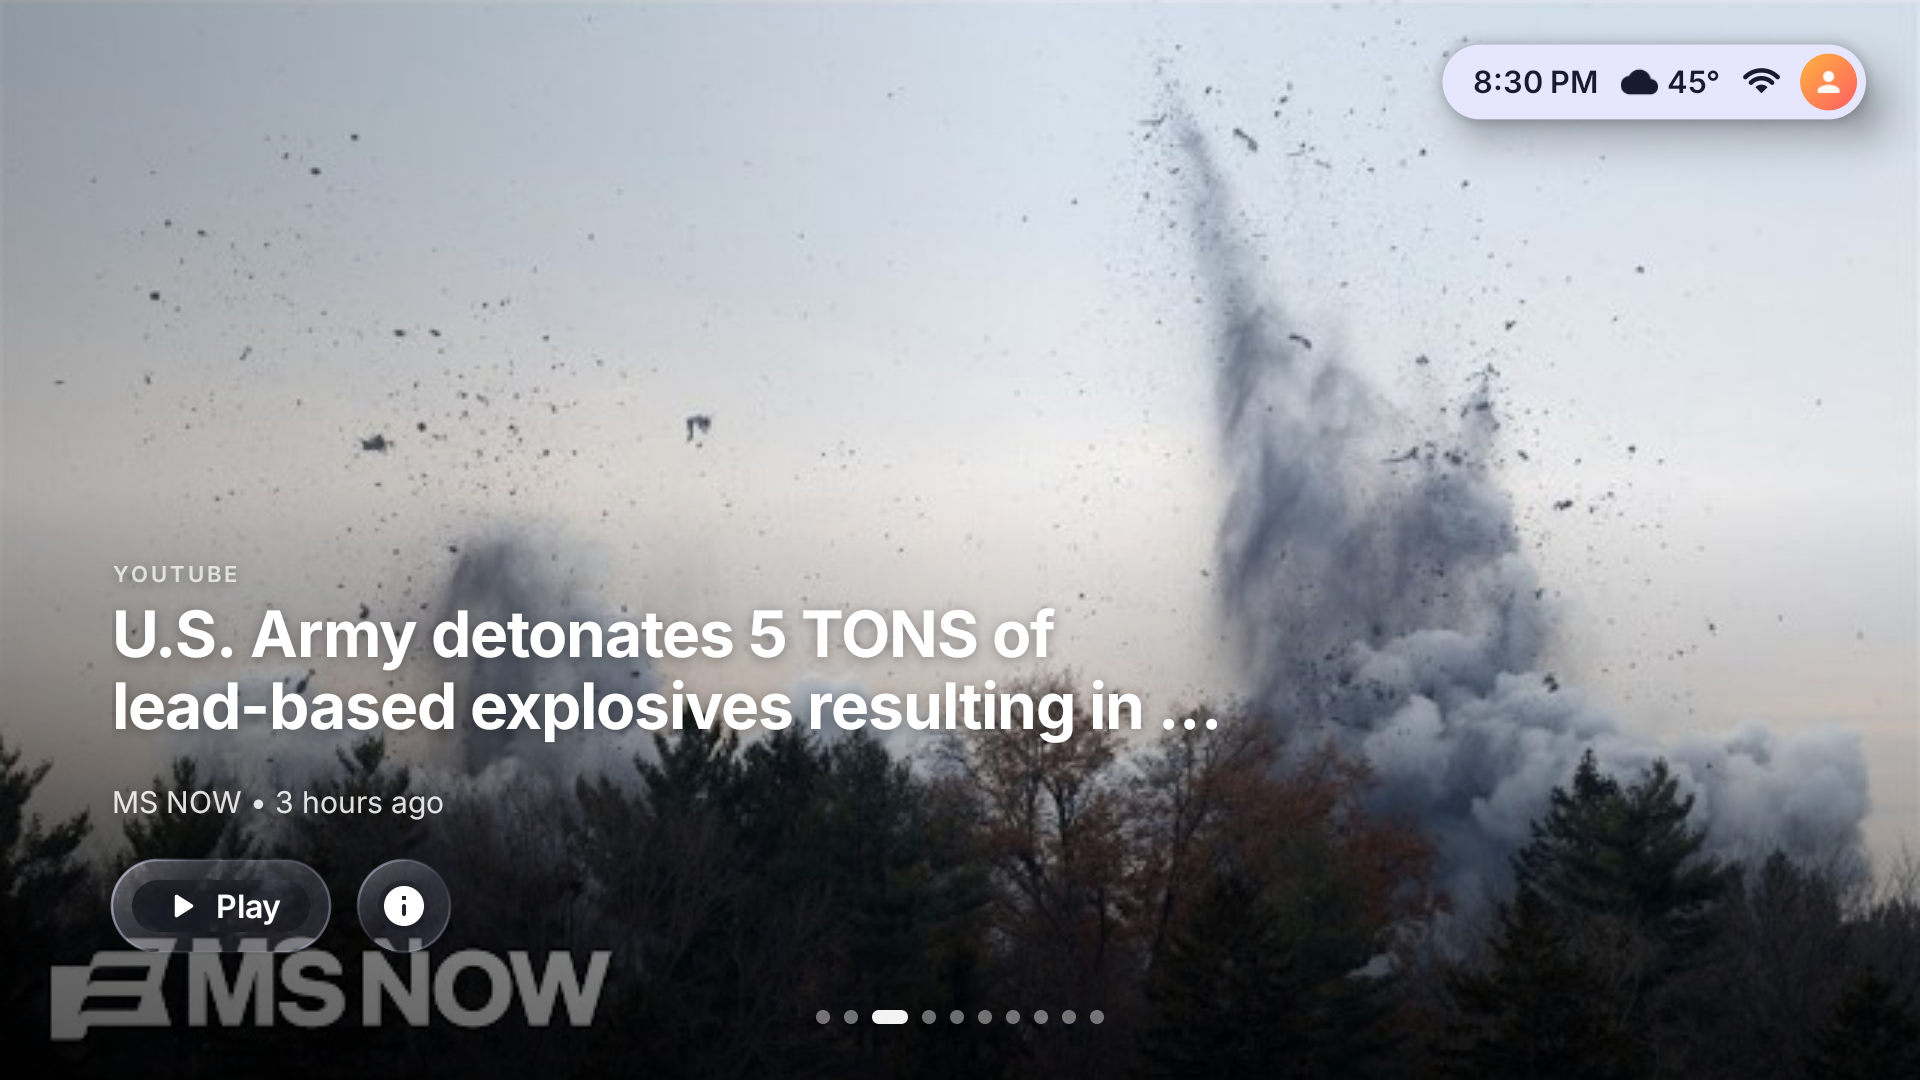 8:30 PM 45°
YOUTUBE
U.S. Army detonates 5 TONS of
lead-based explosives resulting in ...
MS NOW • 3 hours ago
Play
MS NOW